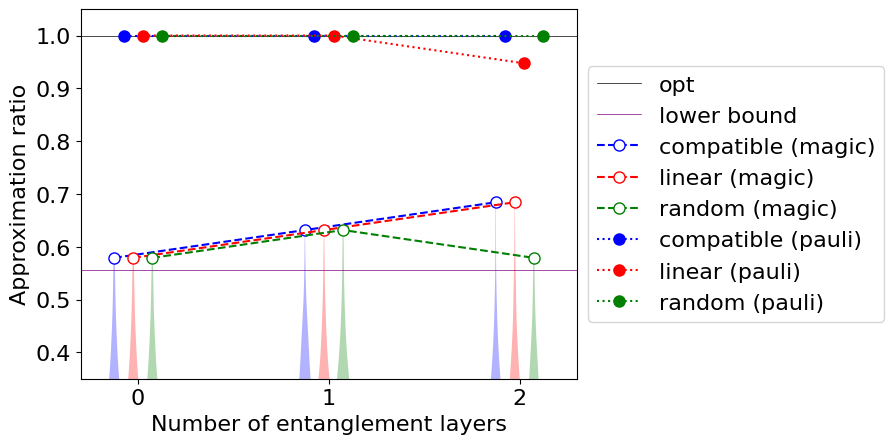 Approximation ratio
1.0
0.9
0.8
0.7
0.6
0.5
0.4
0
1
2
Number of entanglement layers
opt
lower bound
compatible (magic)
linear (magic)
random (magic)
compatible (pauli)
linear (pauli)
random (pauli)